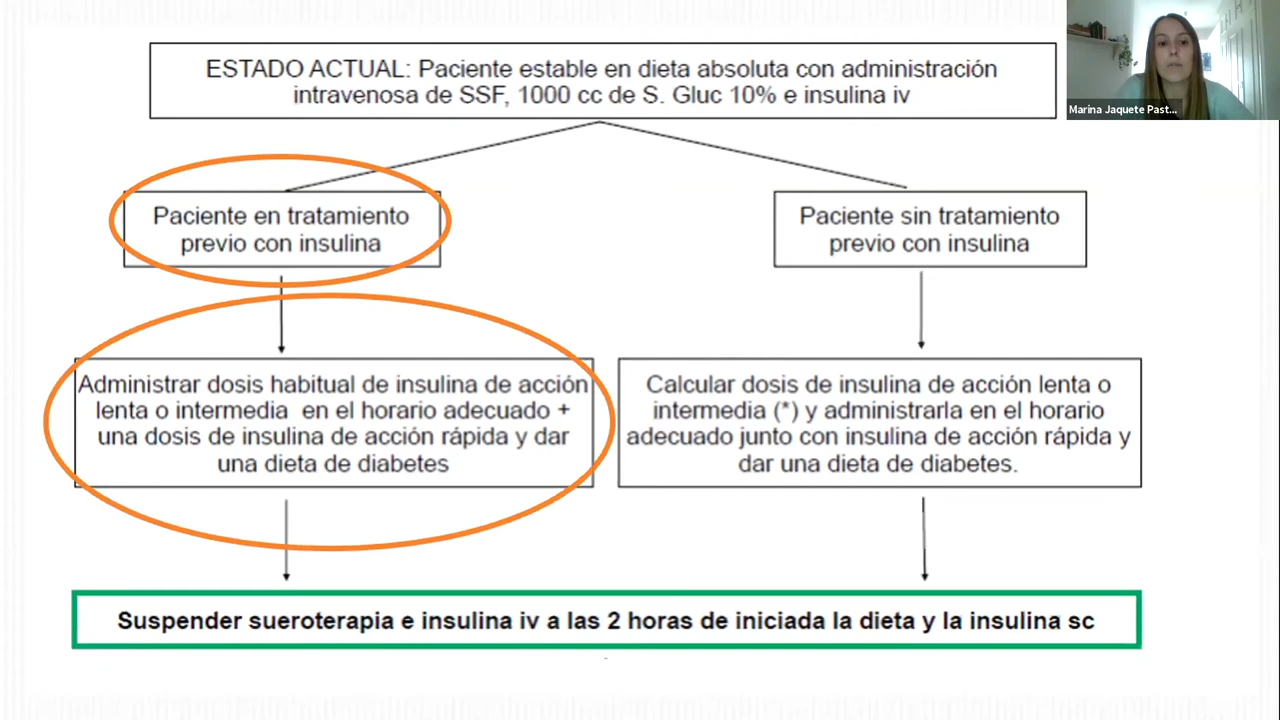 ESTADO ACTUAL: Paciente estable en dieta absoluta con administración
intravenosa de SSF, 1000 cc de S. Gluc 10% e insulina iv
Marina Jaquete Past...
Paciente en tratamiento
previo con insulina
Paciente sin tratamiento
previo con insulina
Administrar dosis habitual de insulina de acción
lenta o intermedia en el horario adecuado +
una dosis de insulina de acción rápida y dar
una dieta de diabetes
Calcular dosis de insulina de acción lenta o
intermedia (*) y administrarla en el horario
adecuado junto con insulina de acción rápida y
dar una dieta de diabetes.
Suspender sueroterapia e insulina iv a las 2 horas de iniciada la dieta y la insulina sc